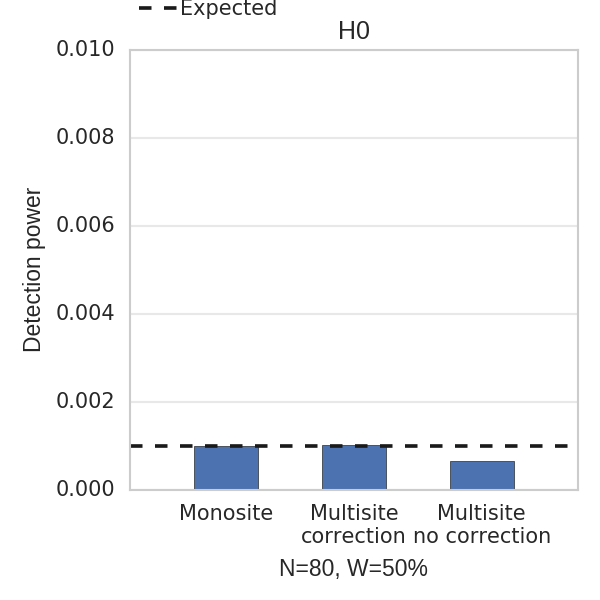 Expected
H0
0.010
0.008
0.006
0.004
0.002
0.000
Detection power
Monosite
Multisite
correction
Multisite
no correction
N=80, W=50%